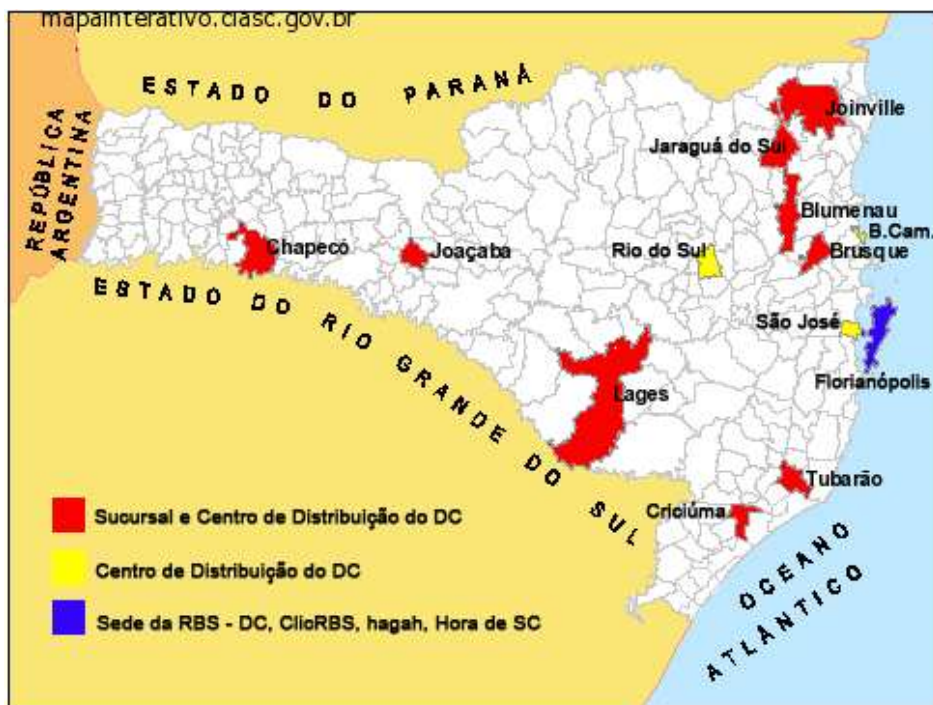 mapainterativo.ciasc.gov.br
ESTADO DO PARANÁ
REPÚBLICA
ARGENTINA
Joinville
Jaraguá do Sul
Blumenau
B.Cam.
Brusque
Rio do Sul
Chapecó
Joaçaba
ESTADO DO RIO GRANDE DO SUL
São José
Florianópolis
Lages
Tubarão
Criciúma
OCEANO
ATLÂNTICO
Sucursal e Centro de Distribuição do DC
Centro de Distribuição do DC
Sede da RBS - DC, ClicRBS, hagah, Hora de SC